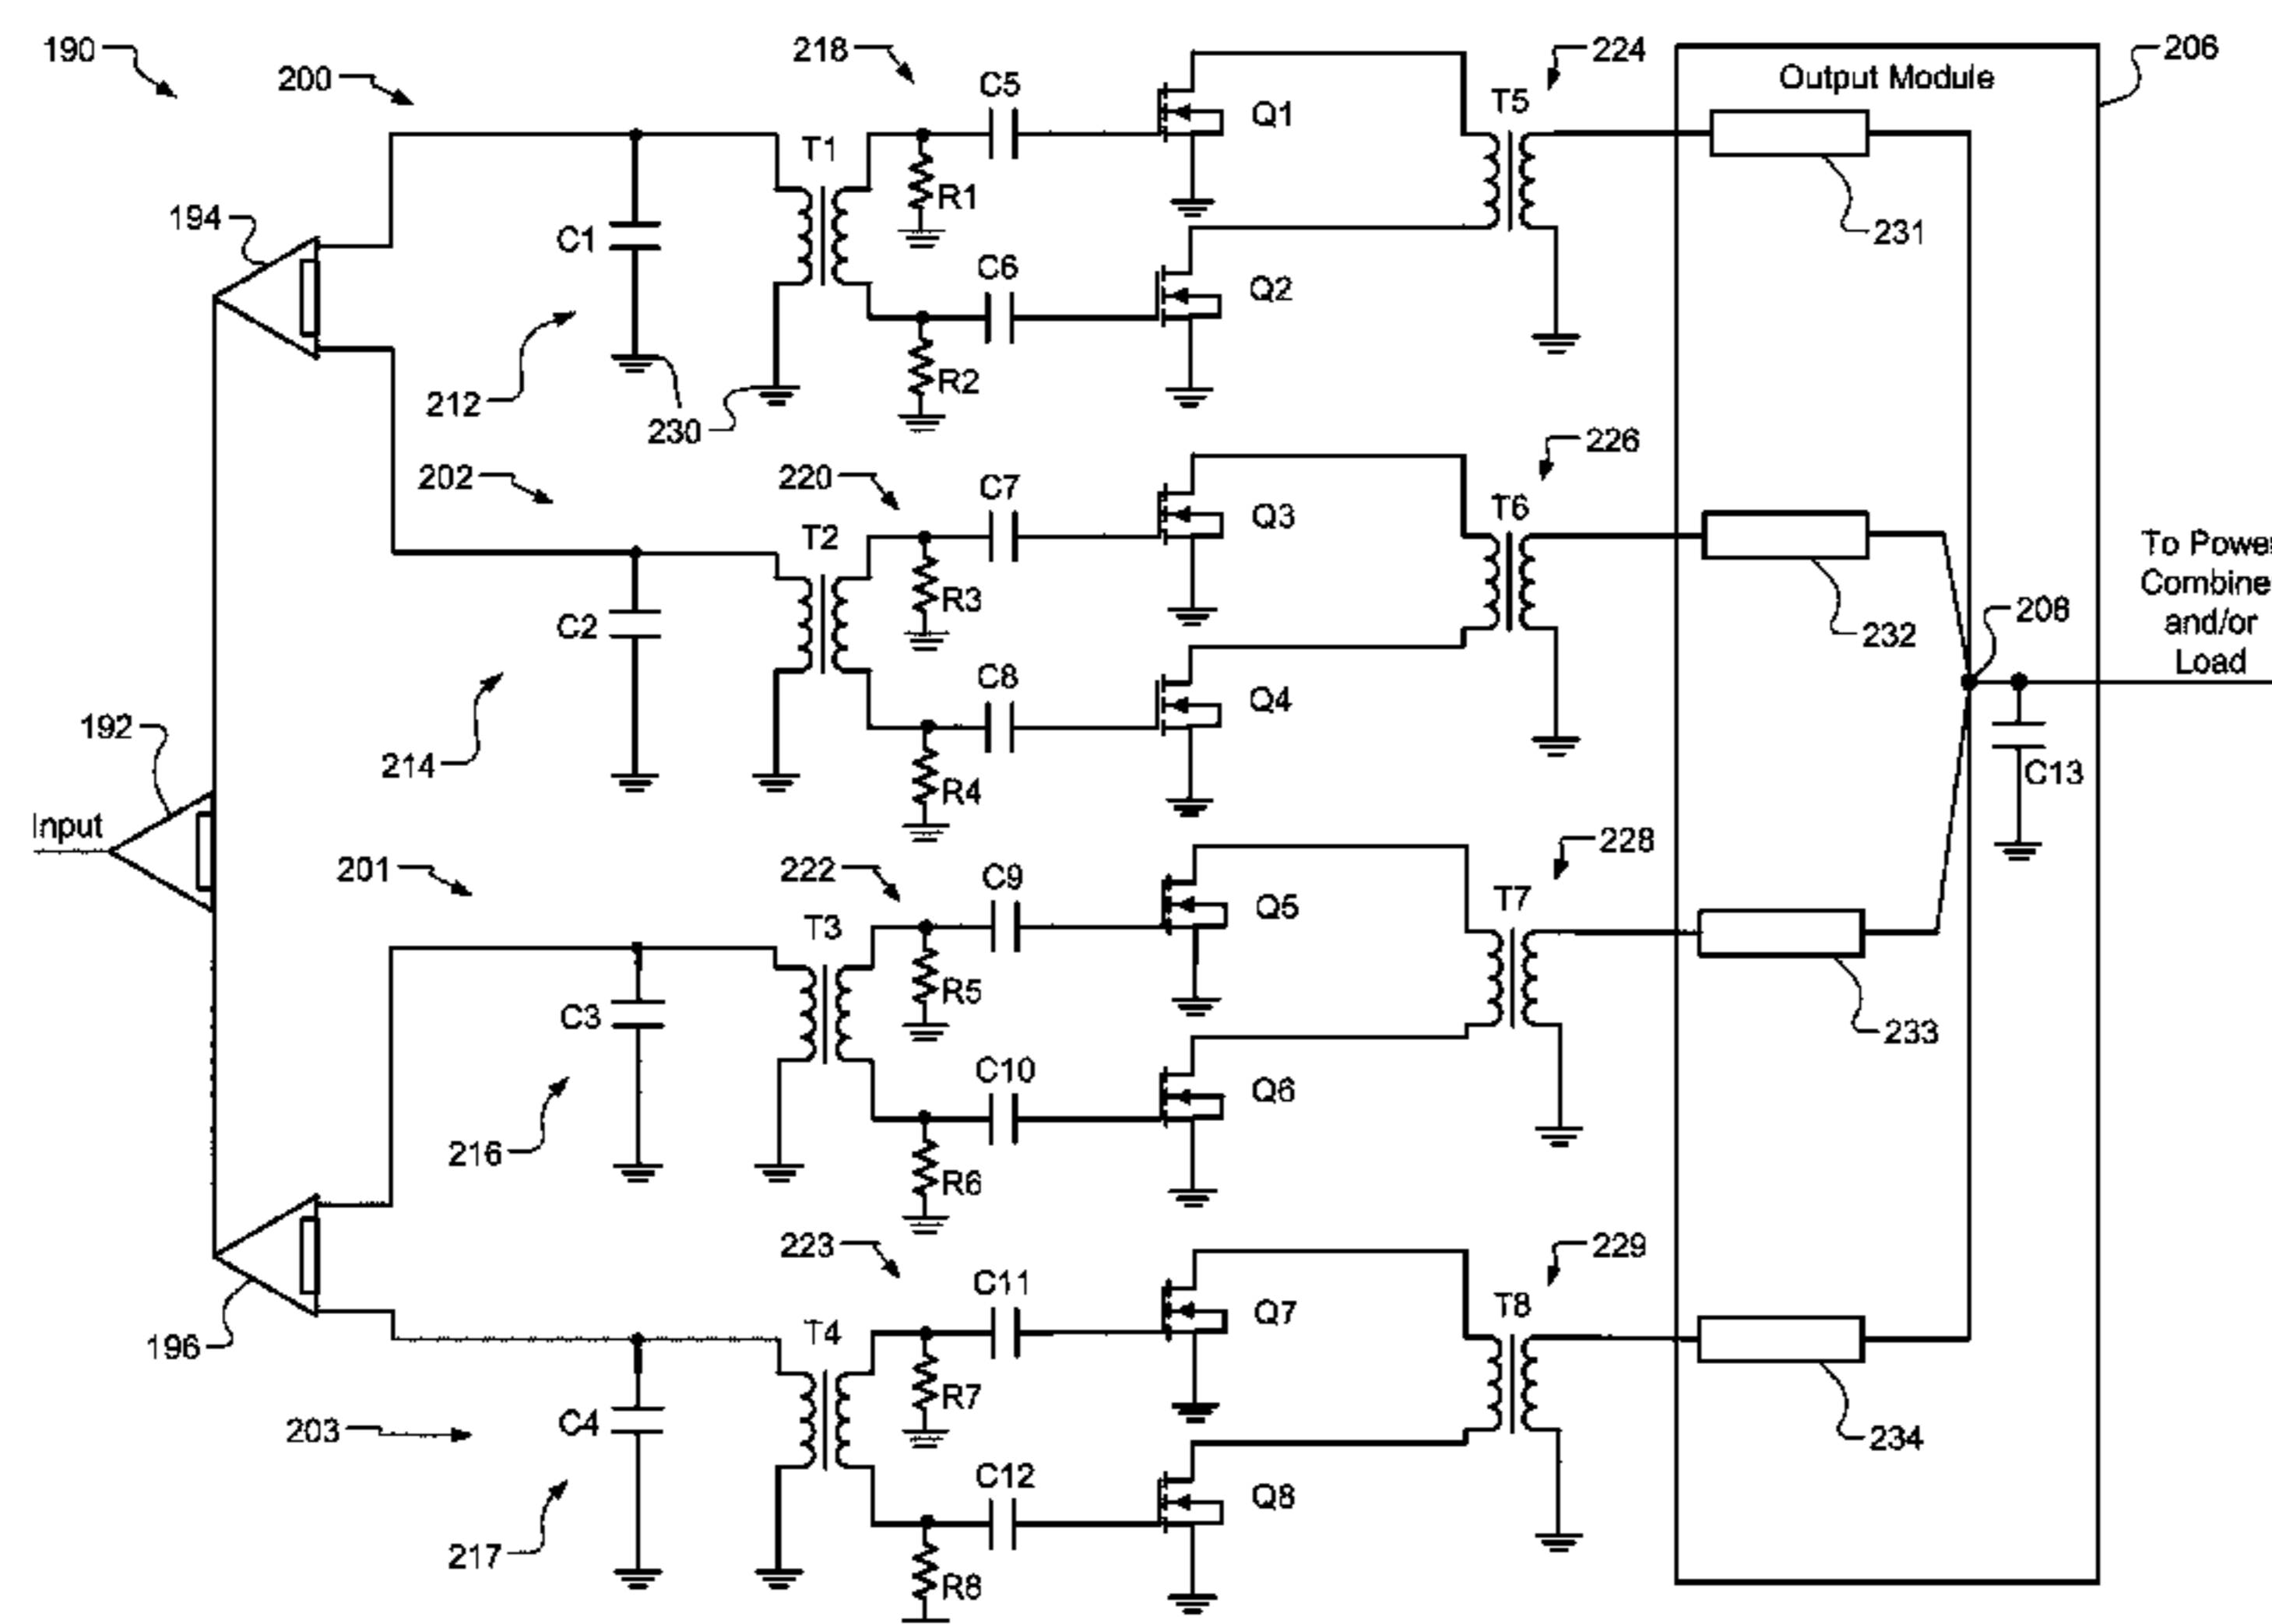 190
200
218
C5
Q1
T5
224
Output Module
206
T1
R1
194
C1
231
C6
Q2
212
230
R2
202
220
C7
Q3
T6
226
T2
R3
C2
232
208
To Power
Combine
and/or
Load
C8
Q4
192
214
R4
C13
Input
201
222
C9
Q5
T7
228
T3
R5
C3
233
C10
Q6
216
R6
223
C11
Q7
T8
229
196
T4
R7
203
C4
234
C12
Q8
217
R8